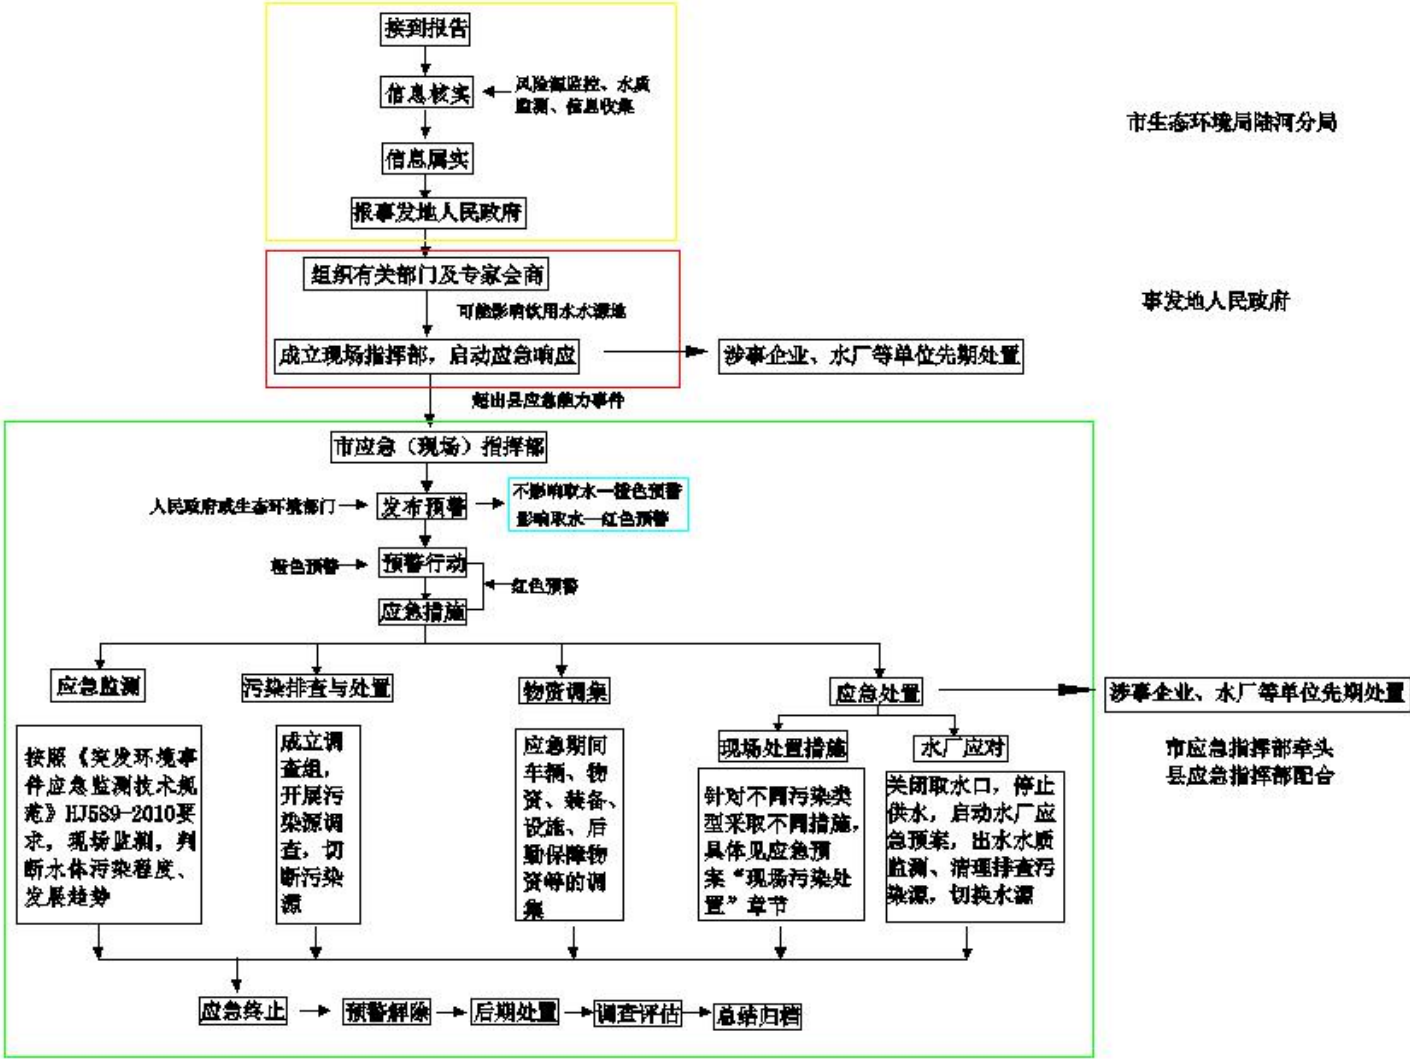 接到报告
信息核实
风险源监控、水质
监测、信息收集
市生态环境局陆河分局
信息属实
报事发地人民政府
组织有关部门及专家会商
事发地人民政府
可能影响饮用水水源地
成立现场指挥部，启动应急响应
涉事企业、水厂等单位先期处置
超出县应急能力事件
市应急（现场）指挥部
人民政府或生态环境部门
发布预警
不影响取水—橙色预警
影响取水—红色预警
橙色预警
预警行动
红色预警
应急措施
应急监测
污染排查与处置
物资调集
应急处置
涉事企业、水厂等单位先期处置
市应急指挥部牵头
县应急指挥部配合
现场处置措施
水厂应对
按照《突发环境事
件应急监测技术规
范》HJ589-2010要
求，现场监测，判
断水体污染程度、
发展趋势
成立调
查组，
开展污
染源调
查，切
断污染
源
应急期间
车辆、物
资、装备、
设施、后
勤保障物
资等的调
集
针对不同污染类
型采取不同措施，
具体见应急预
案“现场污染处
置”章节
关闭取水口，停止
供水，启动水厂应
急预案，出水水质
监测、清理排查污
染源，切换水源
应急终止
预警解除
后期处置
调查评估
总结归档